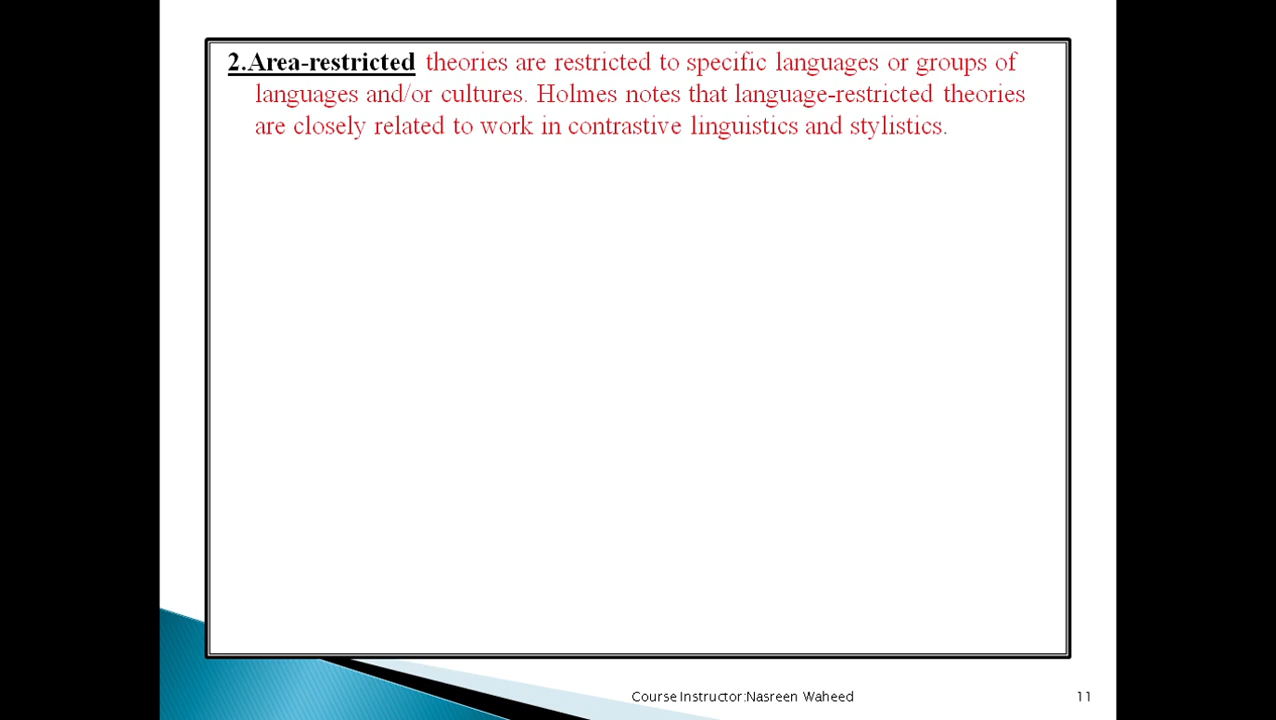 2.Area-restricted theories are restricted to specific languages or groups of
languages and/or cultures. Holmes notes that language-restricted theories
are closely related to work in contrastive linguistics and stylistics.
Course Instructor:Nasreen Waheed
11